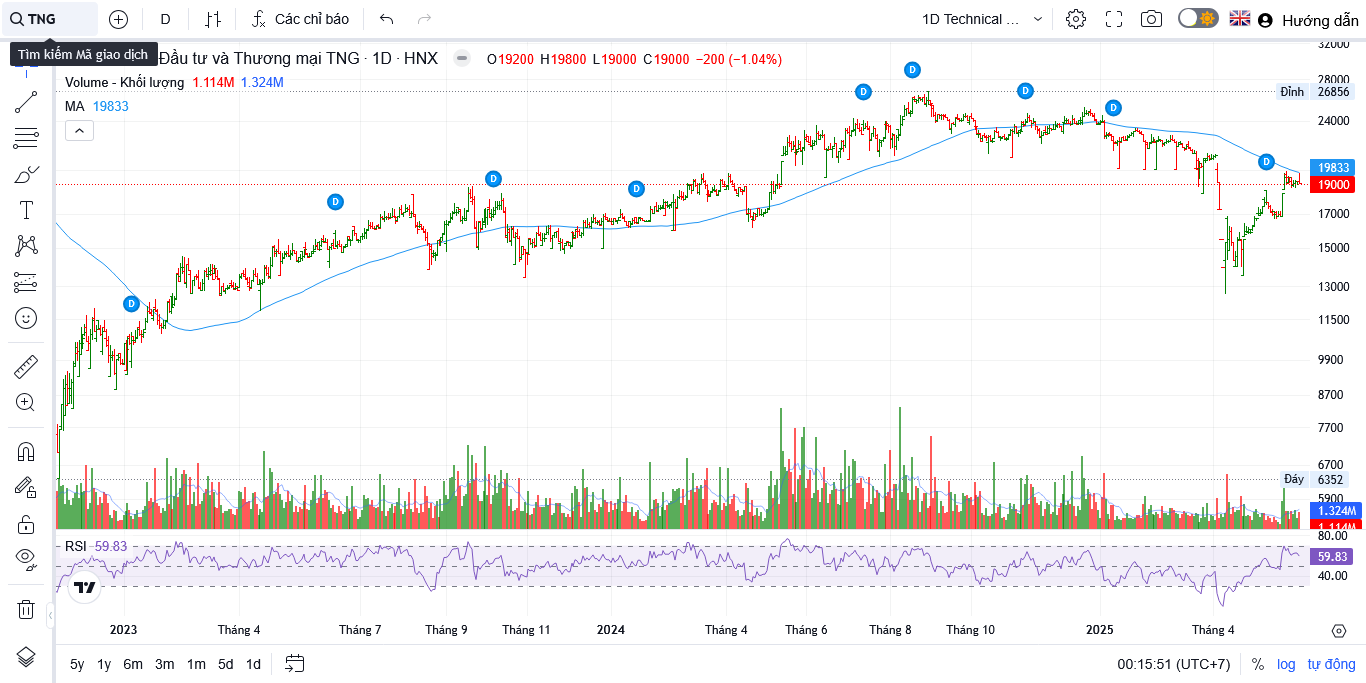 TNG D Các chỉ báo 1D Technical ... Hướng dẫn
Tìm kiếm Mã giao dịch
Đầu tư và Thương mại TNG · 1D · HNX O19200 H19800 L19000 C19000 −200 (−1.04%)
Volume - Khối lượng 1.114M 1.324M
MA 19833
32000
28000
Đỉnh 26856
24000
19833
19000
17000
15000
13000
11500
9900
8700
7700
6700
Đáy 6352
5900
1.324M
1.114M
D
D
D
D
D
D
D
D
D
RSI 59.83
80.00
59.83
40.00
2023 Tháng 4 Tháng 7 Tháng 9 Tháng 11 2024 Tháng 4 Tháng 6 Tháng 8 Tháng 10 2025 Tháng 4
5y 1y 6m 3m 1m 5d 1d 00:15:51 (UTC+7) % log tự động